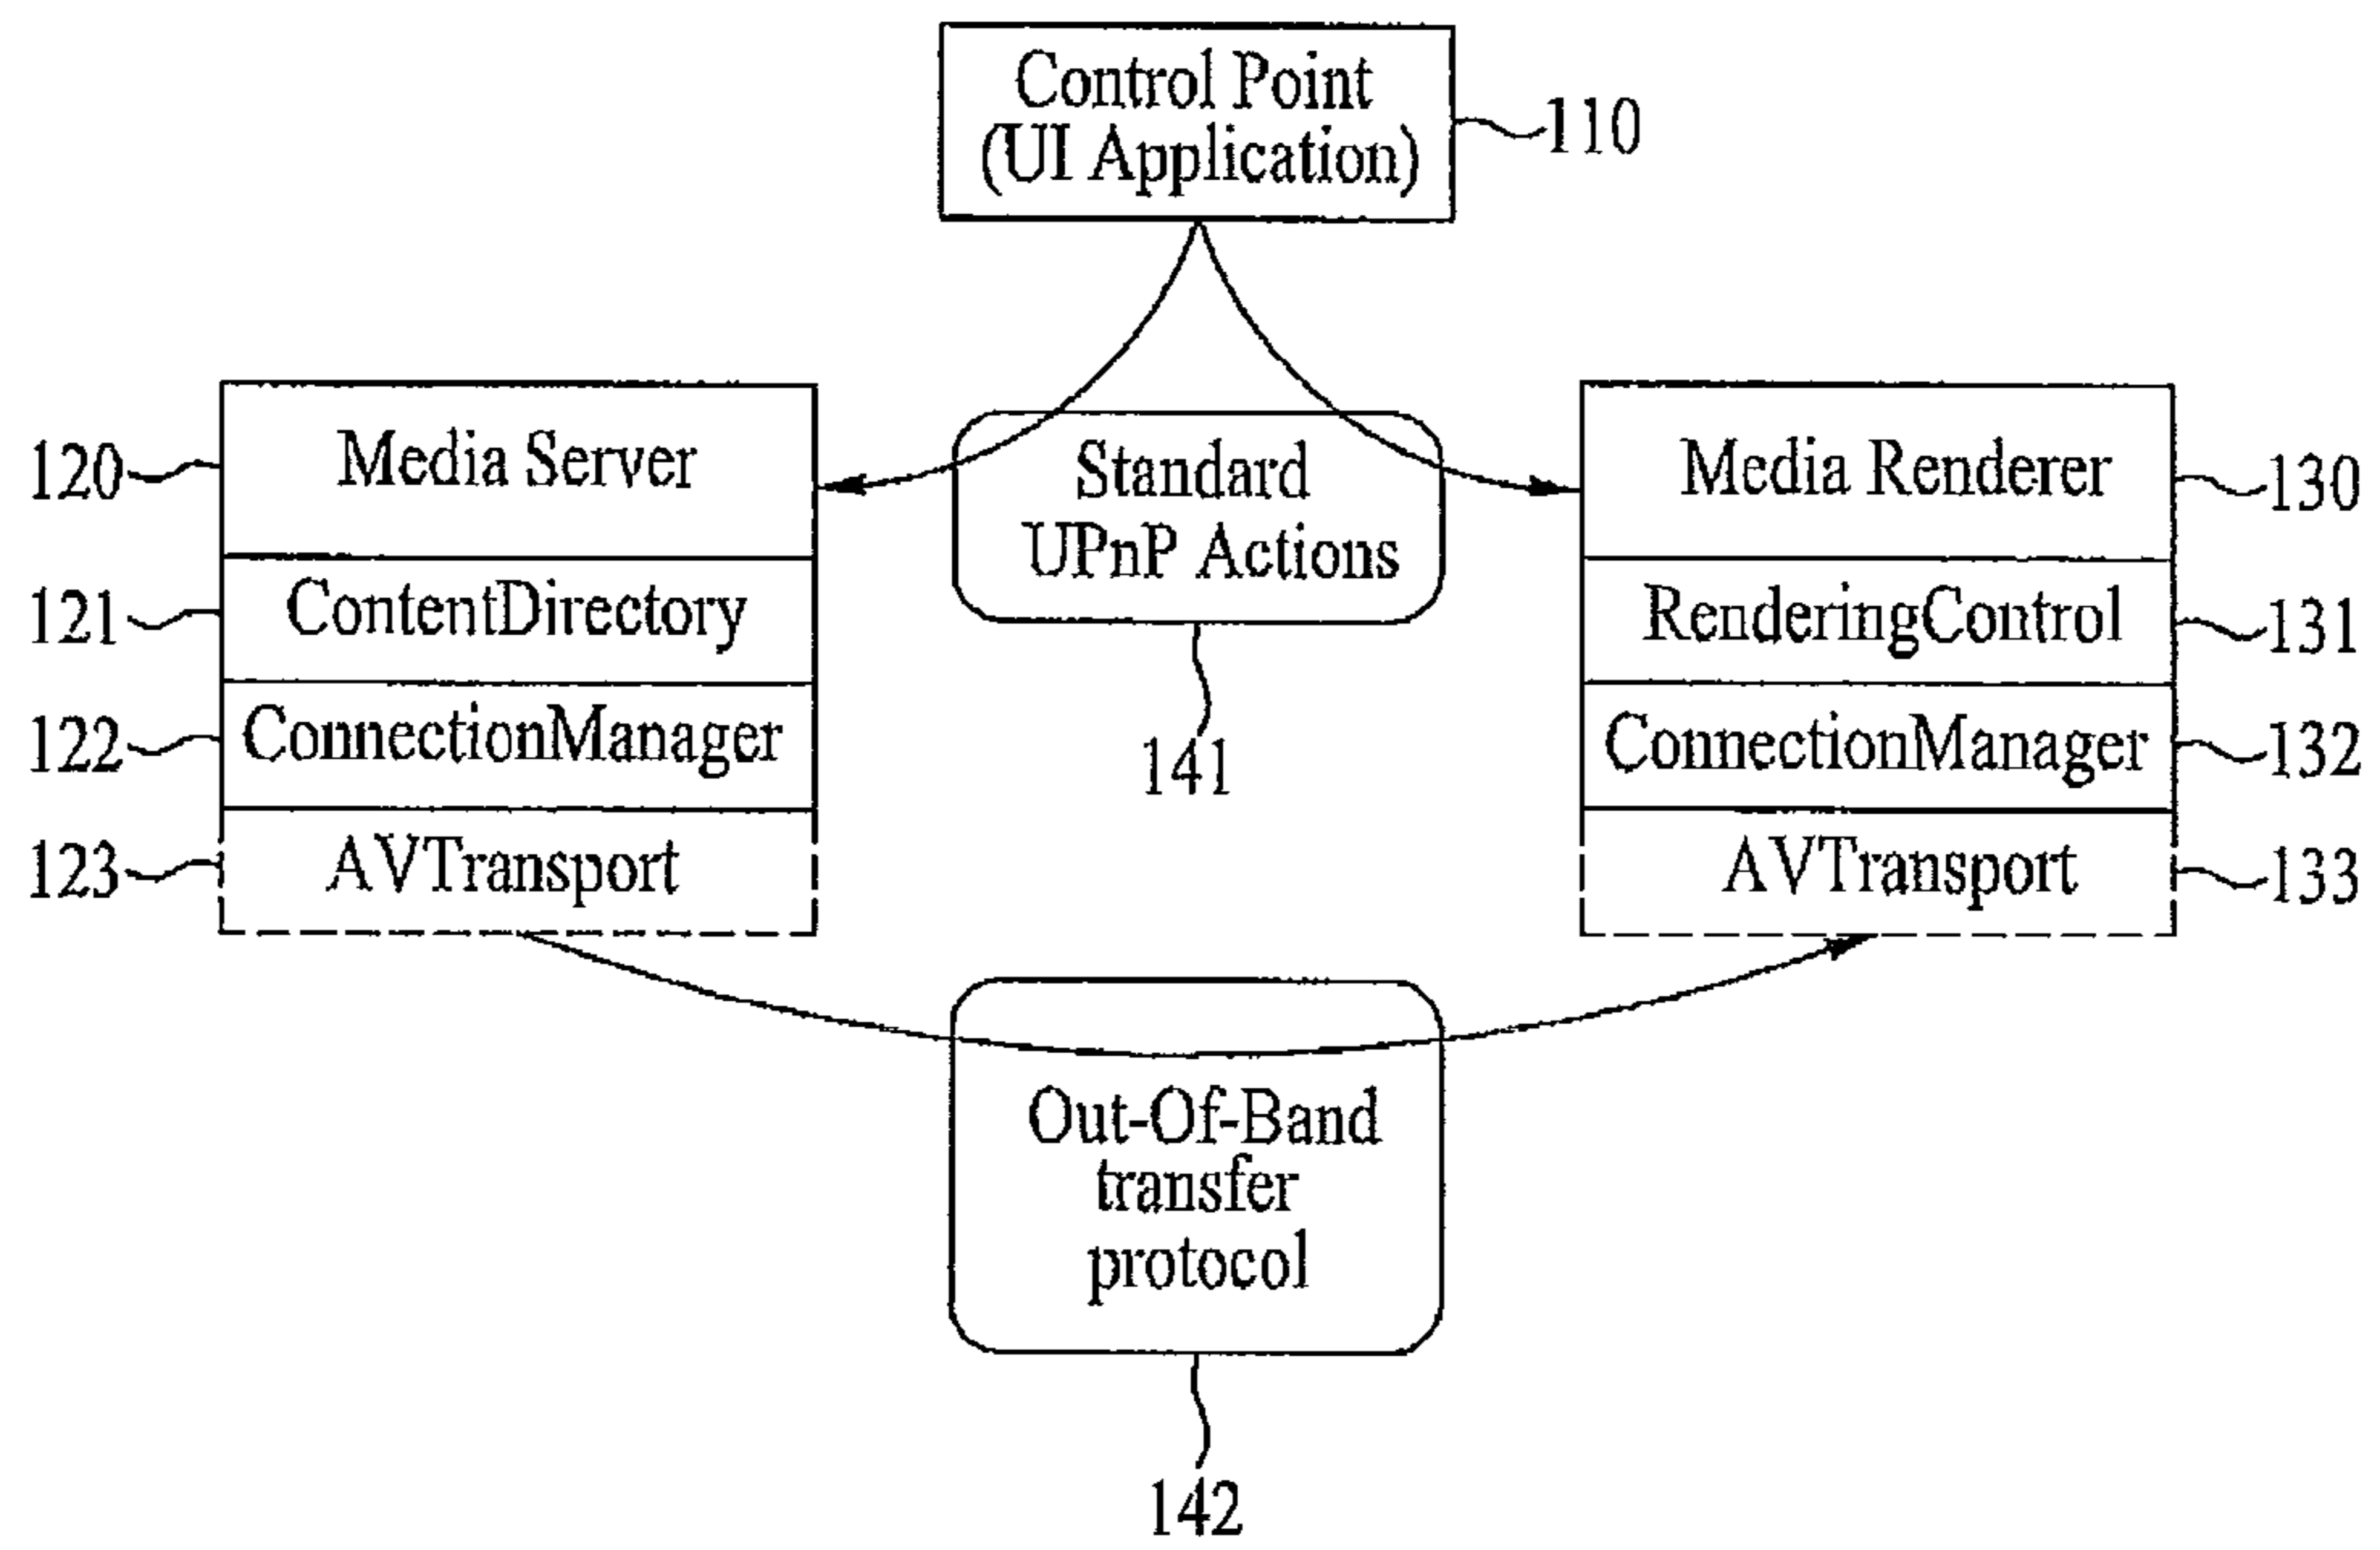 Control Point
(UI Application)
110
120
Media Server
121
ContentDirectory
122
ConnectionManager
123
AVTransport
Standard
UPnP Actions
141
Media Renderer
130
RenderingControl
131
ConnectionManager
132
AVTransport
133
Out-Of-Band
transfer
protocol
142